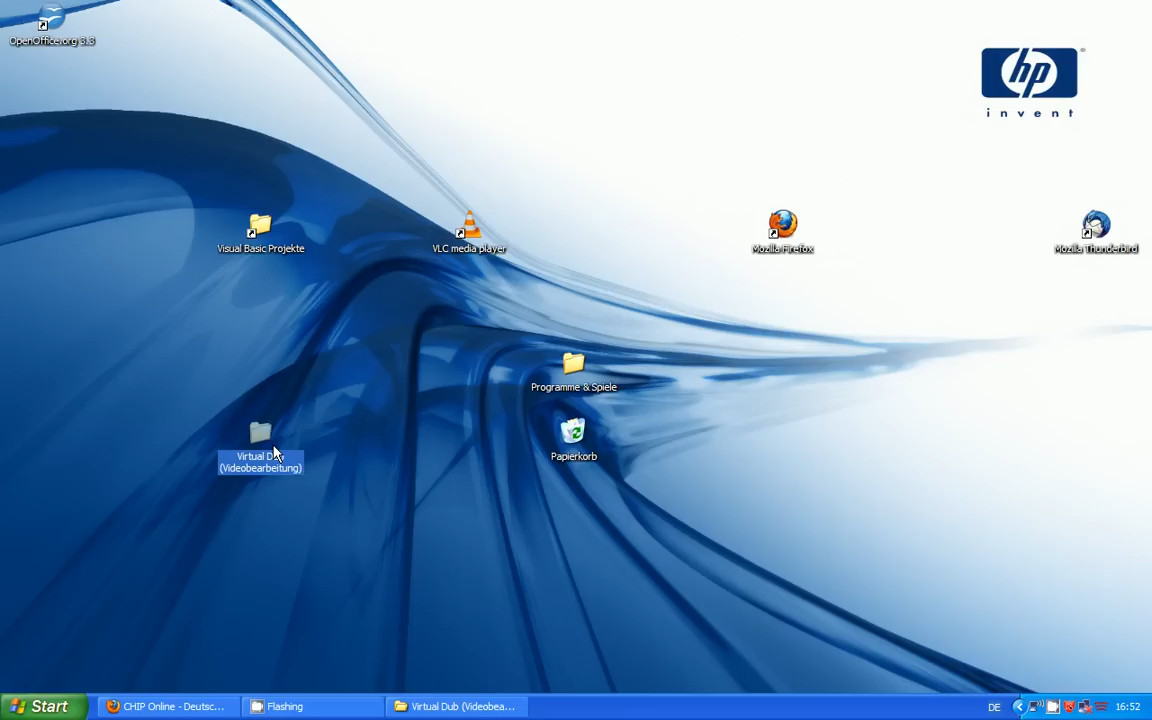 OpenOffice.org 3.3
hp
invent
Visual Basic Projekte
VLC media player
Mozilla Firefox
Mozilla Thunderbird
Programme & Spiele
Virtual
(Videobearbeitung)
Papierkorb
Start
CHIP Online - Deutsc...
Flashing
Virtual Dub (Videobea...
DE
16:52